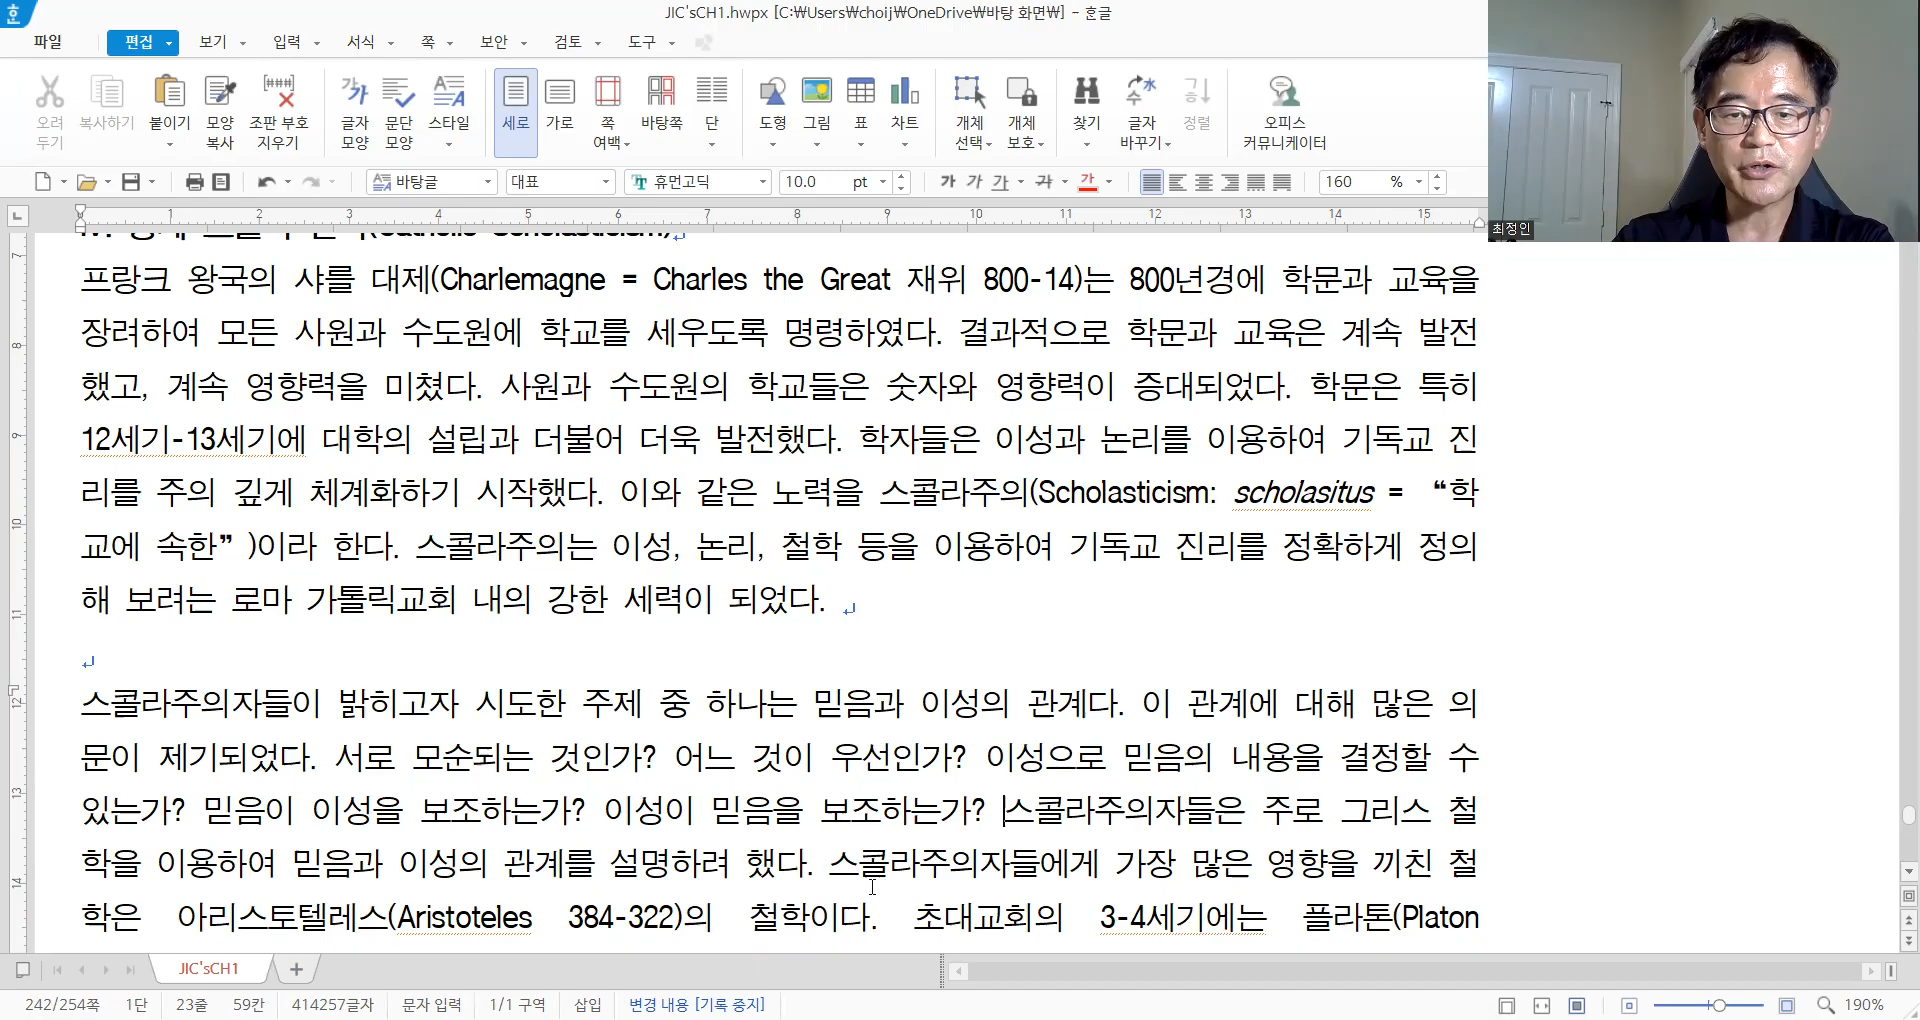 JIC'sCH1.hwpx [C:₩Users₩choij₩OneDrive₩바탕 화면₩] - 훈글
파일 편집 보기 입력 서식 쪽 보안 검토 도구
오려 두기
복사하기
붙이기
모양 복사
조판 부호 지우기
글자 모양
문단 모양
스타일
세로
가로
쪽 여백
바탕쪽
단
도형
그림
표
차트
개체 선택
개체 보호
찾기
글자 바꾸기
정렬
오피스 커뮤니케이터
바탕글 대표 휴먼고딕 10.0 pt 가 가 가 가 가 160 %
1 2 3 4 5 6 7 8 9 10 11 12 13 14 15
최정인
(Catholic Scholasticism)
프랑크 왕국의 샤를 대제(Charlemagne = Charles the Great 재위 800-14)는 800년경에 학문과 교육을
장려하여 모든 사원과 수도원에 학교를 세우도록 명령하였다. 결과적으로 학문과 교육은 계속 발전
했고, 계속 영향력을 미쳤다. 사원과 수도원의 학교들은 숫자와 영향력이 증대되었다. 학문은 특히
12세기-13세기에 대학의 설립과 더불어 더욱 발전했다. 학자들은 이성과 논리를 이용하여 기독교 진
리를 주의 깊게 체계화하기 시작했다. 이와 같은 노력을 스콜라주의(Scholasticism: scholasitus = “학
교에 속한”)이라 한다. 스콜라주의는 이성, 논리, 철학 등을 이용하여 기독교 진리를 정확하게 정의
해 보려는 로마 가톨릭교회 내의 강한 세력이 되었다.
스콜라주의자들이 밝히고자 시도한 주제 중 하나는 믿음과 이성의 관계다. 이 관계에 대해 많은 의
문이 제기되었다. 서로 모순되는 것인가? 어느 것이 우선인가? 이성으로 믿음의 내용을 결정할 수
있는가? 믿음이 이성을 보조하는가? 이성이 믿음을 보조하는가? 스콜라주의자들은 주로 그리스 철
학을 이용하여 믿음과 이성의 관계를 설명하려 했다. 스콜라주의자들에게 가장 많은 영향을 끼친 철
학은 아리스토텔레스(Aristoteles 384-322)의 철학이다. 초대교회의 3-4세기에는 플라톤(Platon
7
8
9
10
11
12
13
14
JIC'sCH1
242/254쪽 1단 23줄 59칸 414257글자 문자 입력 1/1 구역 삽입 변경 내용 [기록 중지] 190%